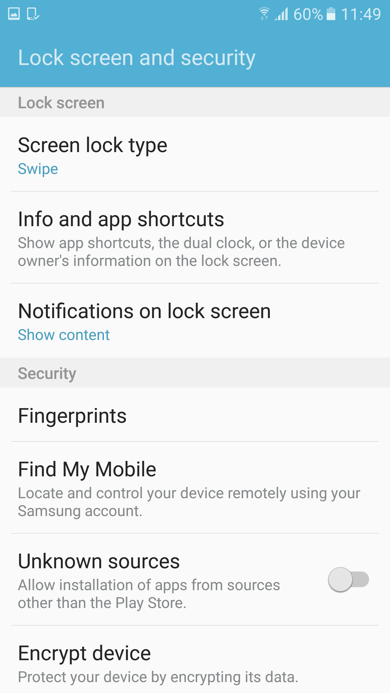 60% 11:49
Lock screen and security
Lock screen
Screen lock type
Swipe
Info and app shortcuts
Show app shortcuts, the dual clock, or the device
owner's information on the lock screen.
Notifications on lock screen
Show content
Security
Fingerprints
Find My Mobile
Locate and control your device remotely using your
Samsung account.
Unknown sources
Allow installation of apps from sources
other than the Play Store.
Encrypt device
Protect your device by encrypting its data.